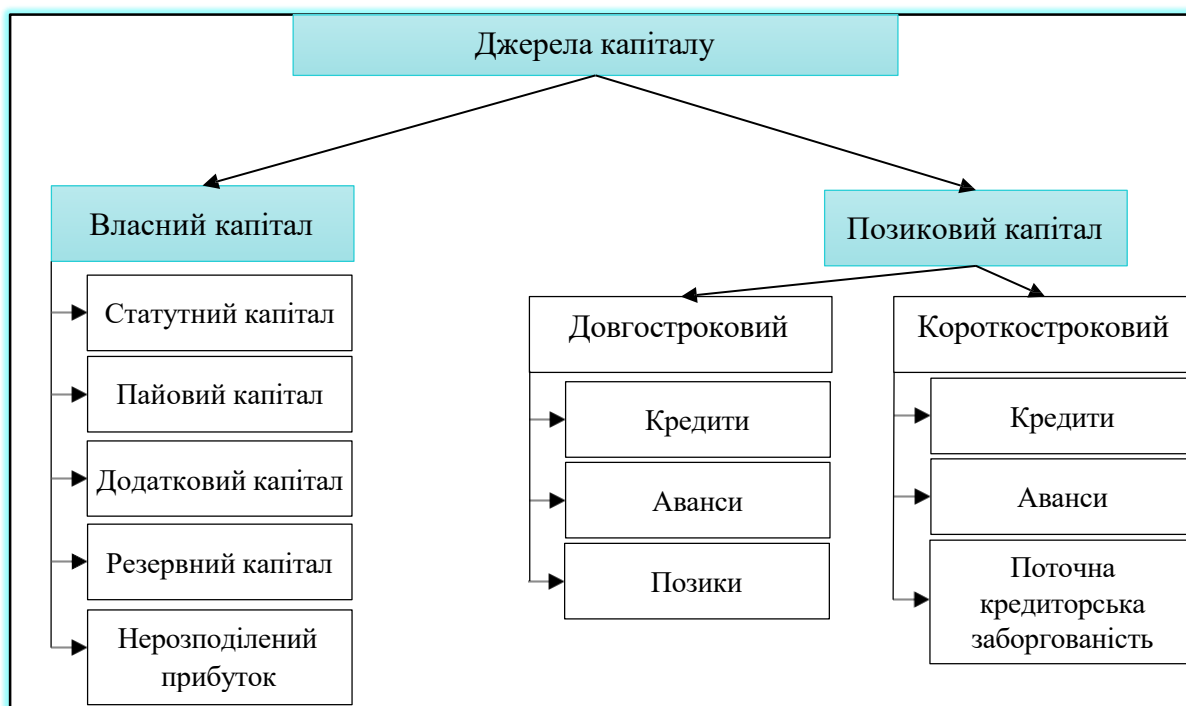 Джерела капіталу
Власний капітал
Статутний капітал
Пайовий капітал
Додатковий капітал
Резервний капітал
Нерозподілений
прибуток
Позиковий капітал
Довгостроковий
Кредити
Аванси
Позики
Короткостроковий
Кредити
Аванси
Поточна
кредиторська
заборгованість